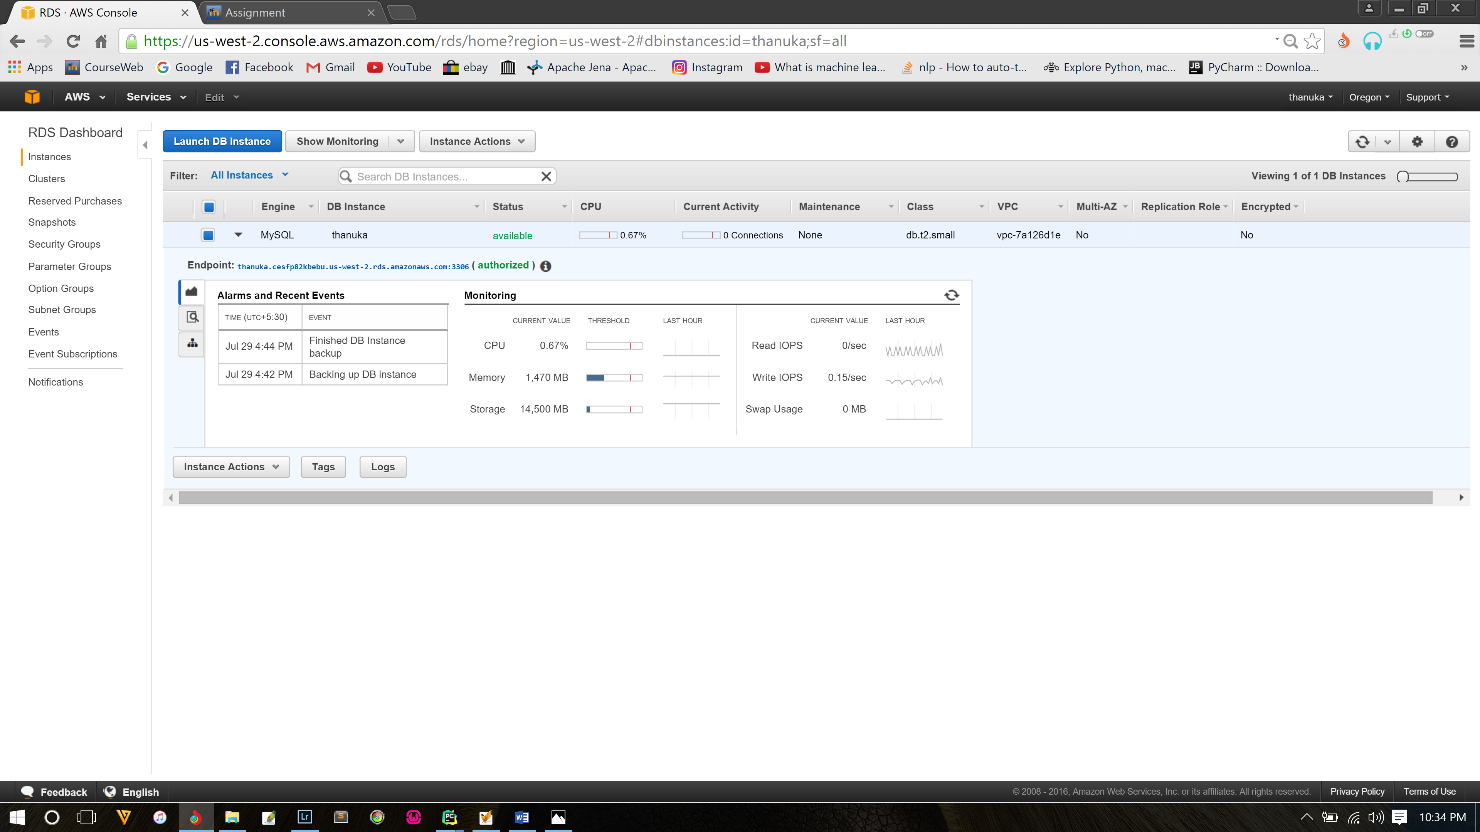 RDS · AWS Console
Assignment
https://us-west-2.console.aws.amazon.com/rds/home?region=us-west-2#dbinstances:id=thanuka;sf=all
Apps CourseWeb Google Facebook Gmail YouTube ebay Apache Jena - Apac... Instagram What is machine lea... nlp - How to auto-t... Explore Python, mac... PyCharm :: Downloa... »
AWS Services Edit thanuka Oregon Support
RDS Dashboard
Instances
Clusters
Reserved Purchases
Snapshots
Security Groups
Parameter Groups
Option Groups
Subnet Groups
Events
Event Subscriptions
Notifications
Launch DB Instance Show Monitoring Instance Actions
Filter: All Instances Search DB Instances... Viewing 1 of 1 DB Instances
Engine DB Instance Status CPU Current Activity Maintenance Class VPC Multi-AZ Replication Role Encrypted
MySQL thanuka available 0.67% 0 Connections None db.t2.small vpc-7a126d1e No No
Endpoint: thanuka.cesfp82kbebu.us-west-2.rds.amazonaws.com:3306 ( authorized )
Alarms and Recent Events
TIME (UTC+5:30) EVENT
Jul 29 4:44 PM Finished DB Instance backup
Jul 29 4:42 PM Backing up DB instance
Monitoring
CURRENT VALUE THRESHOLD LAST HOUR CURRENT VALUE LAST HOUR
CPU 0.67% Read IOPS 0/sec
Memory 1,470 MB Write IOPS 0.15/sec
Storage 14,500 MB Swap Usage 0 MB
Instance Actions Tags Logs
Feedback English © 2008 - 2016, Amazon Web Services, Inc. or its affiliates. All rights reserved. Privacy Policy Terms of Use
10:34 PM